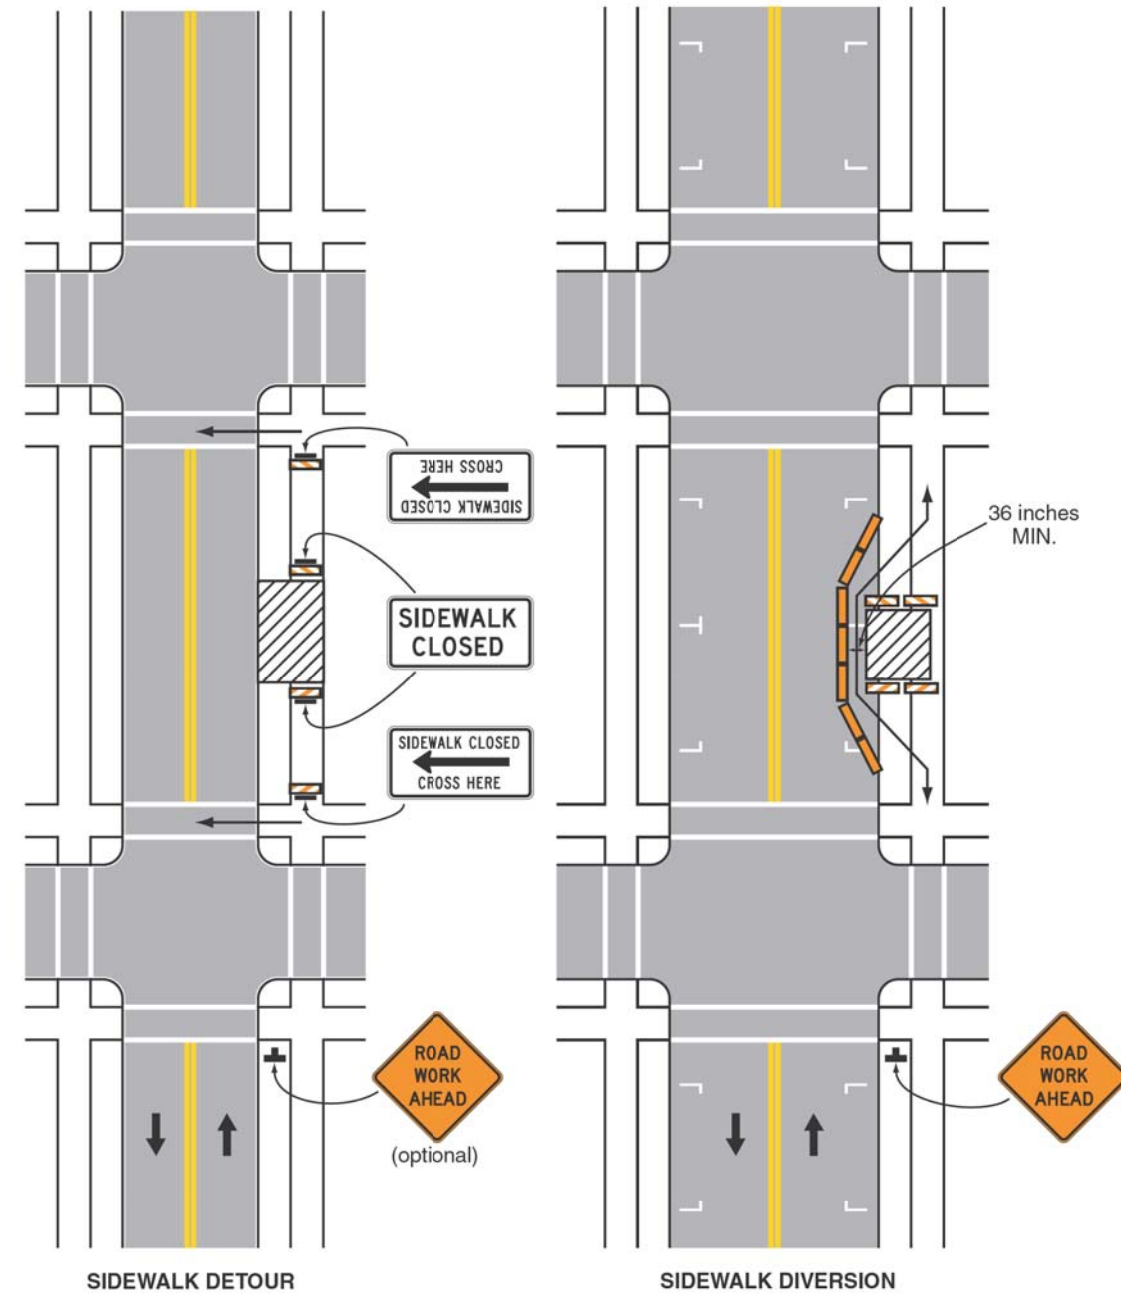 SIDEWALK CLOSED
CROSS HERE
SIDEWALK
CLOSED
SIDEWALK CLOSED
CROSS HERE
ROAD
WORK
AHEAD
(optional)
SIDEWALK DETOUR
36 inches
MIN.
ROAD
WORK
AHEAD
SIDEWALK DIVERSION